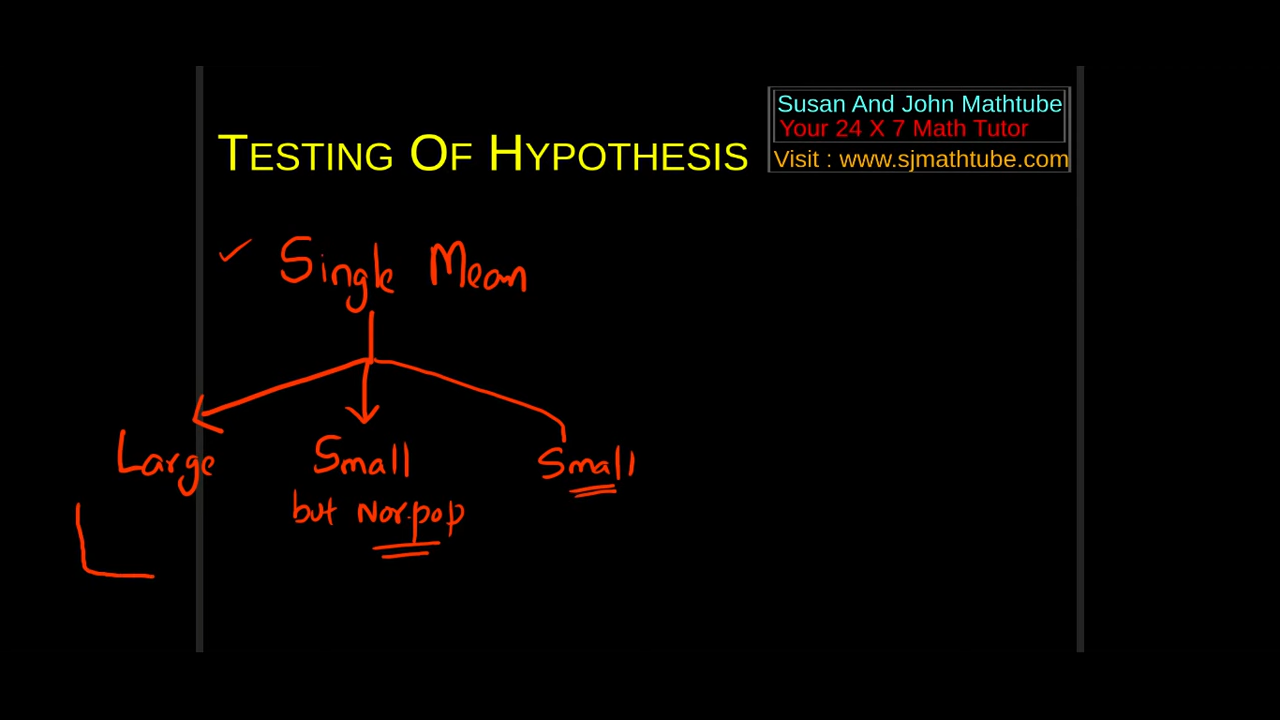 Susan And John Mathtube
Your 24 X 7 Math Tutor
Visit : www.sjmathtube.com
TESTING OF HYPOTHESIS
Single Mean
Large
Small
but Nor.pop
Small